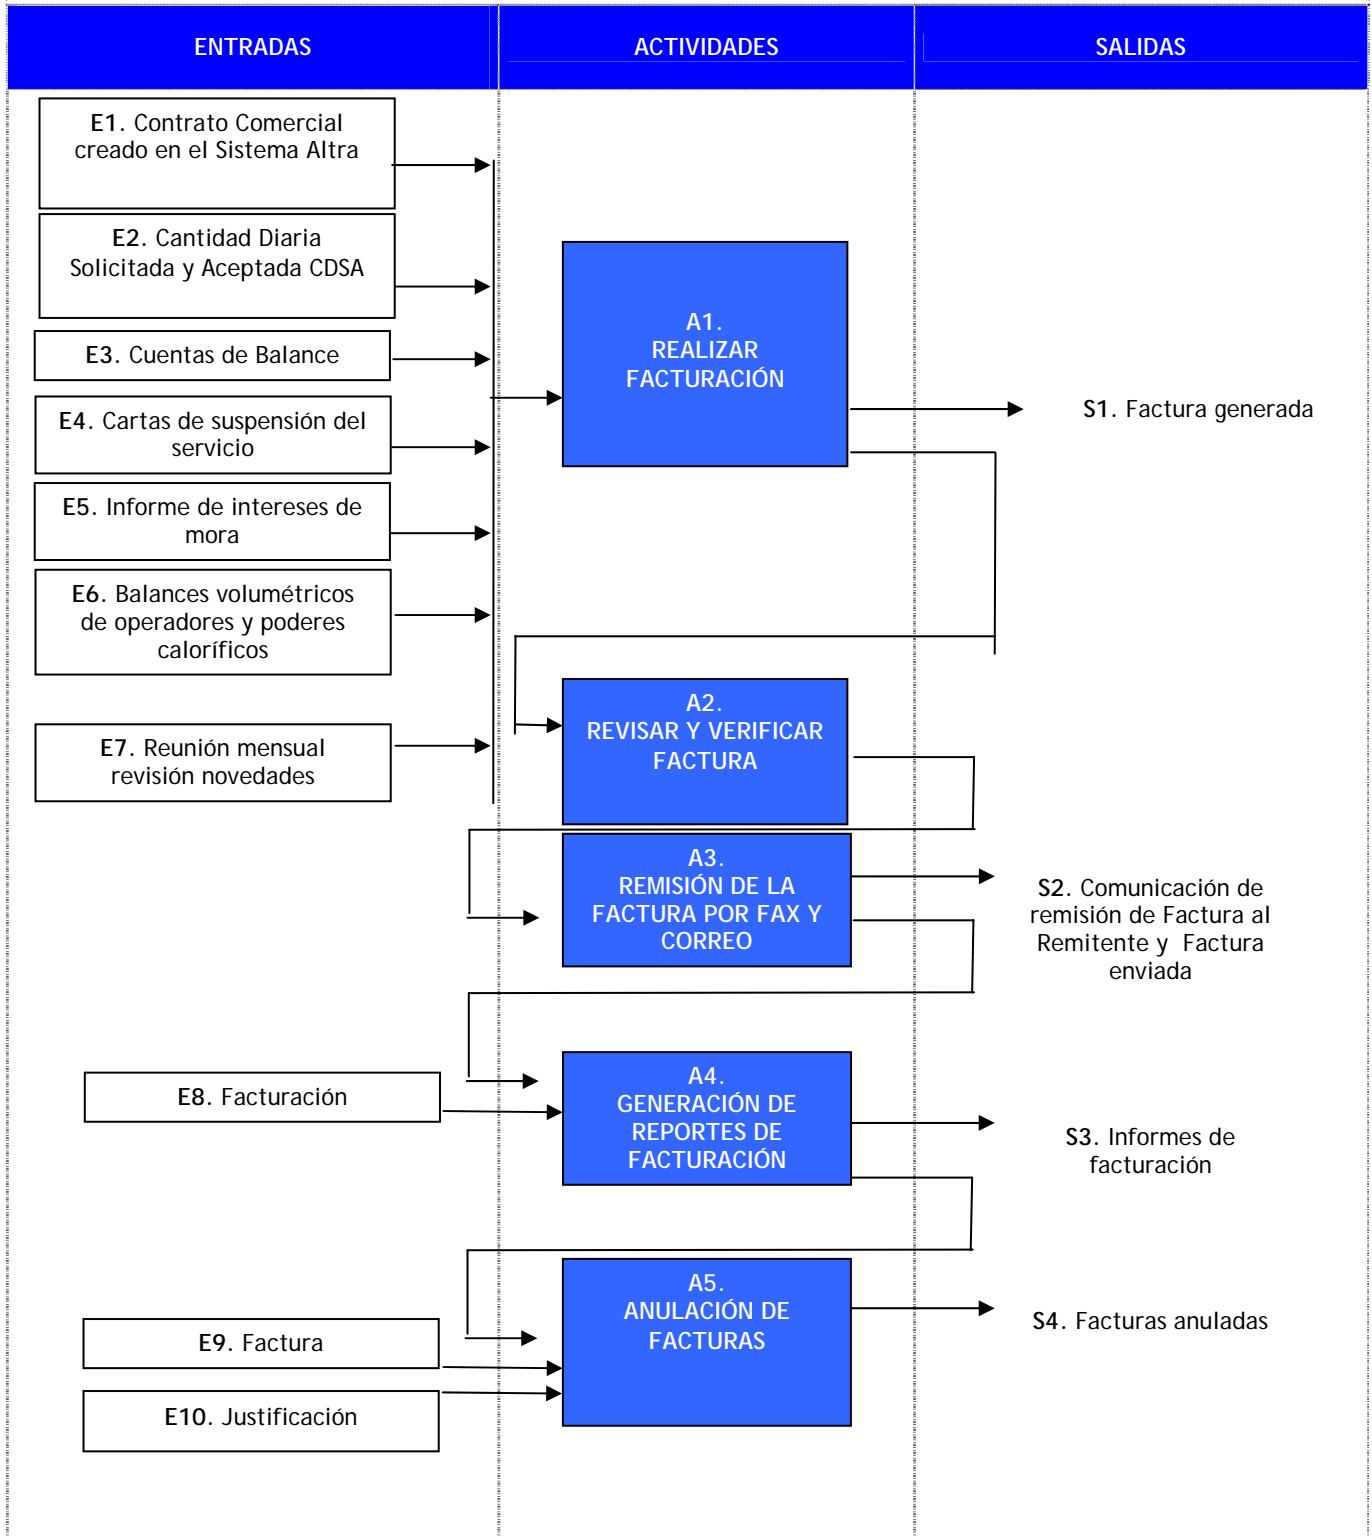 ENTRADAS
ACTIVIDADES
SALIDAS
E1. Contrato Comercial
creado en el Sistema Altra
E2. Cantidad Diaria
Solicitada y Aceptada CDSA
E3. Cuentas de Balance
E4. Cartas de suspensión del
servicio
E5. Informe de intereses de
mora
E6. Balances volumétricos
de operadores y poderes
caloríficos
E7. Reunión mensual
revisión novedades
A1.
REALIZAR
FACTURACIÓN
S1. Factura generada
A2.
REVISAR Y VERIFICAR
FACTURA
A3.
REMISIÓN DE LA
FACTURA POR FAX Y
CORREO
S2. Comunicación de
remisión de Factura al
Remitente y Factura
enviada
E8. Facturación
A4.
GENERACIÓN DE
REPORTES DE
FACTURACIÓN
S3. Informes de
facturación
E9. Factura
E10. Justificación
A5.
ANULACIÓN DE
FACTURAS
S4. Facturas anuladas